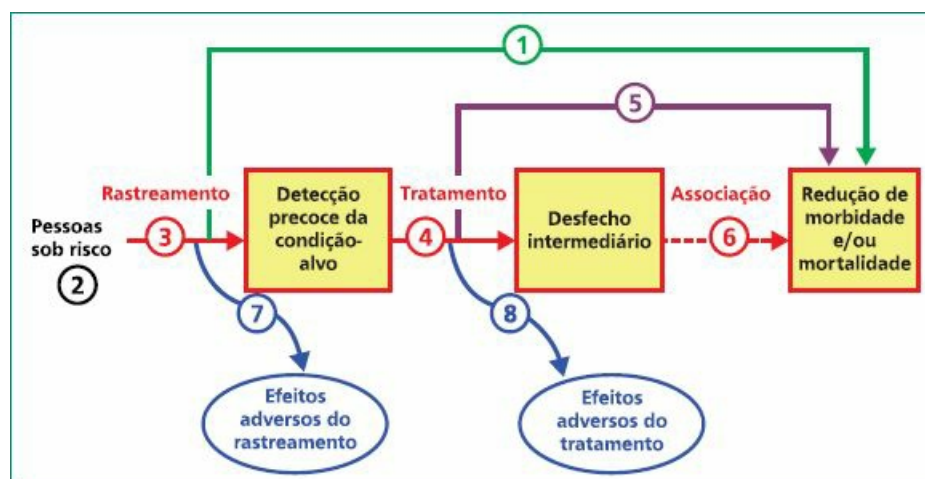 1
5
Rastreamento
Detecção
precoce da
condição-
alvo
Tratamento
Desfecho
intermediário
Associação
Redução de
morbidade
e/ou
mortalidade
Pessoas
sob risco
2
3
4
6
7
8
Efeitos
adversos do
rastreamento
Efeitos
adversos do
tratamento